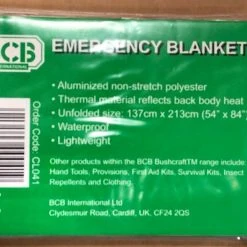 BCB
INTERNATIONAL
EMERGENCY BLANKET
• Aluminized non-stretch polyester
• Thermal material reflects back body heat
• Unfolded size: 137cm x 213cm (54" x 84"
• Waterproof
• Lightweight
Order Code: CL041
Other products within the BCB Bushcraft™ range include:
Hand Tools, Provisions, First Aid Kits, Survival Kits, Insect
Repellents and Clothing.
BCB International Ltd
Clydesmuir Road, Cardiff, UK, CF24 2QS